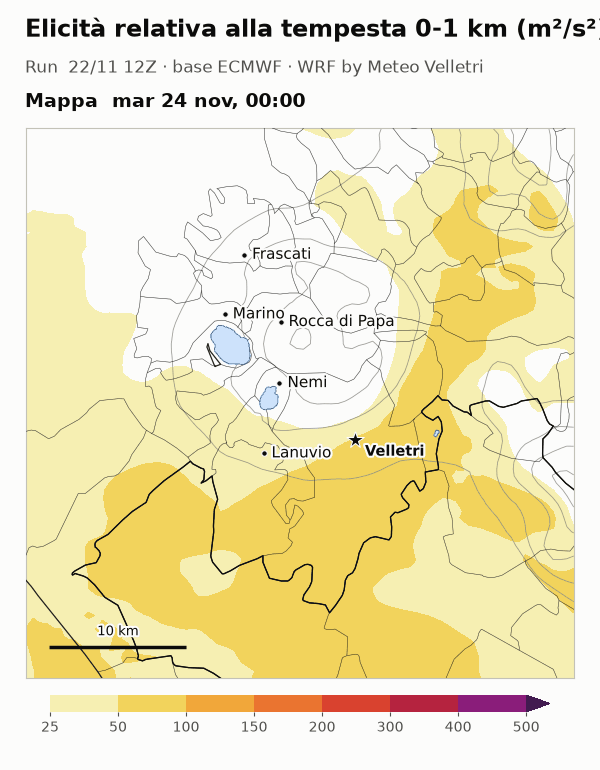 Elicità relativa alla tempesta 0-1 km (m²/s²)
Run  22/11 12Z · base ECMWF · WRF by Meteo Velletri
Mappa  mar 24 nov, 00:00
Frascati
Marino
Rocca di Papa
Nemi
Lanuvio
Velletri
10 km
25 50 100 150 200 300 400 500